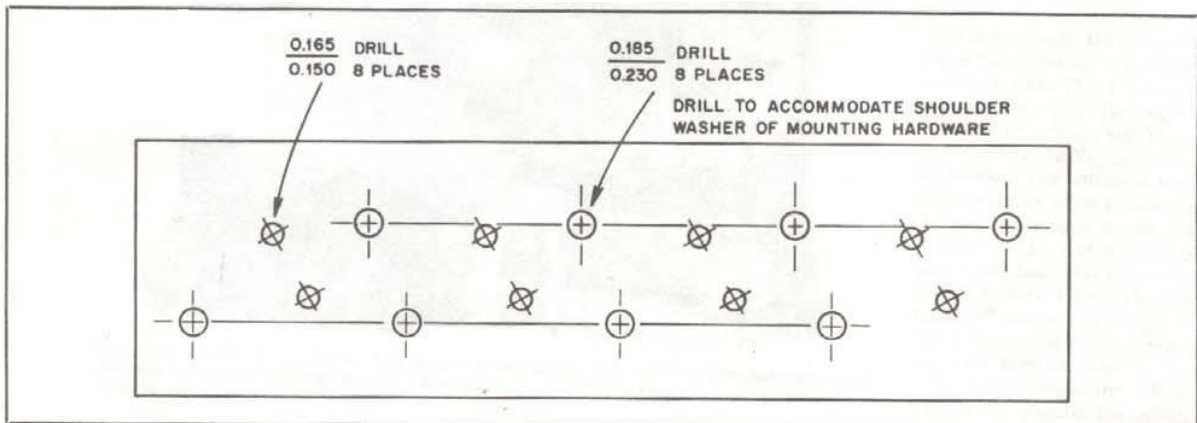 0.165 DRILL
0.150 8 PLACES
0.185 DRILL
0.230 8 PLACES
DRILL TO ACCOMMODATE SHOULDER
WASHER OF MOUNTING HARDWARE